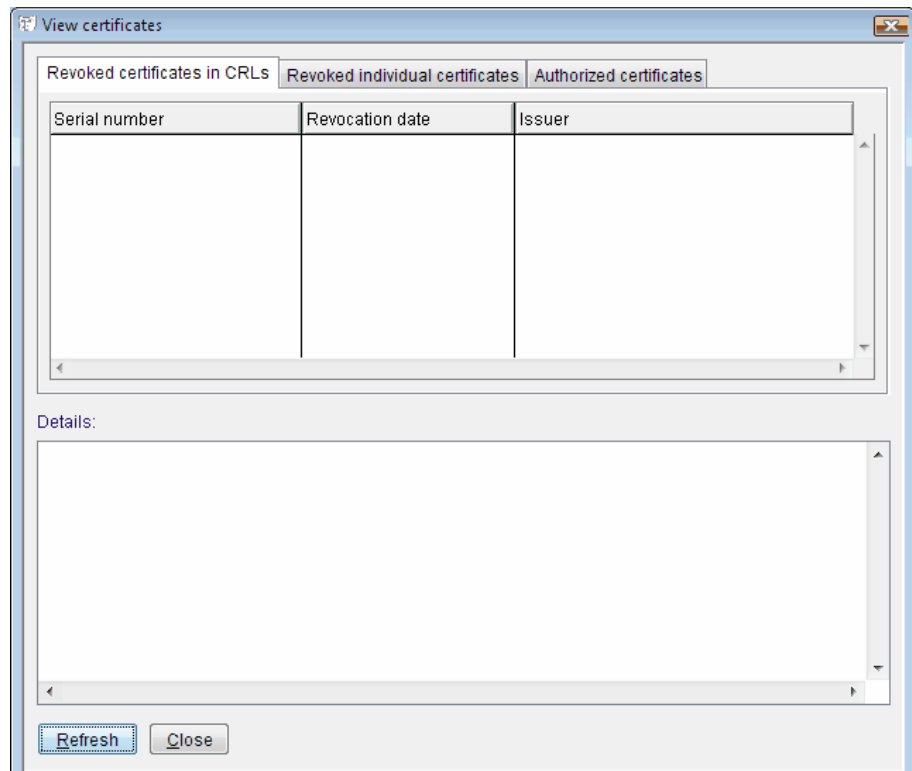 View certificates
Revoked certificates in CRLs Revoked individual certificates Authorized certificates
Serial number Revocation date Issuer
Details:
Refresh Close